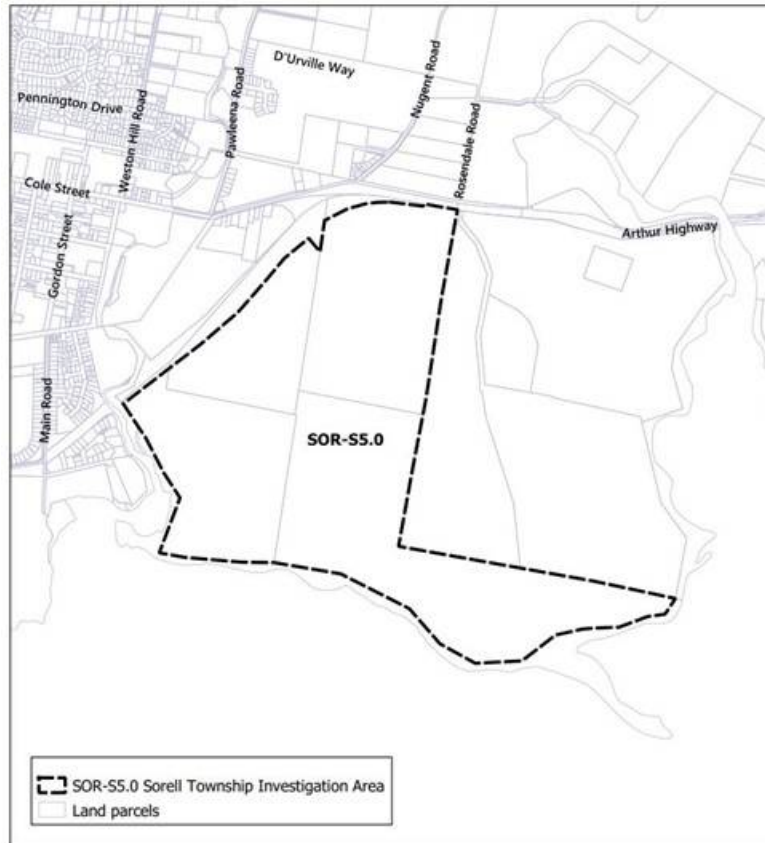 D'Urville Way
Nugent Road
Pennington Drive
Weston Hill Road
Pawleena Road
Rosendale Road
Cole Street
Gordon Street
Arthur Highway
Main Road
SOR-S5.0
SOR-S5.0 Sorell Township Investigation Area
Land parcels